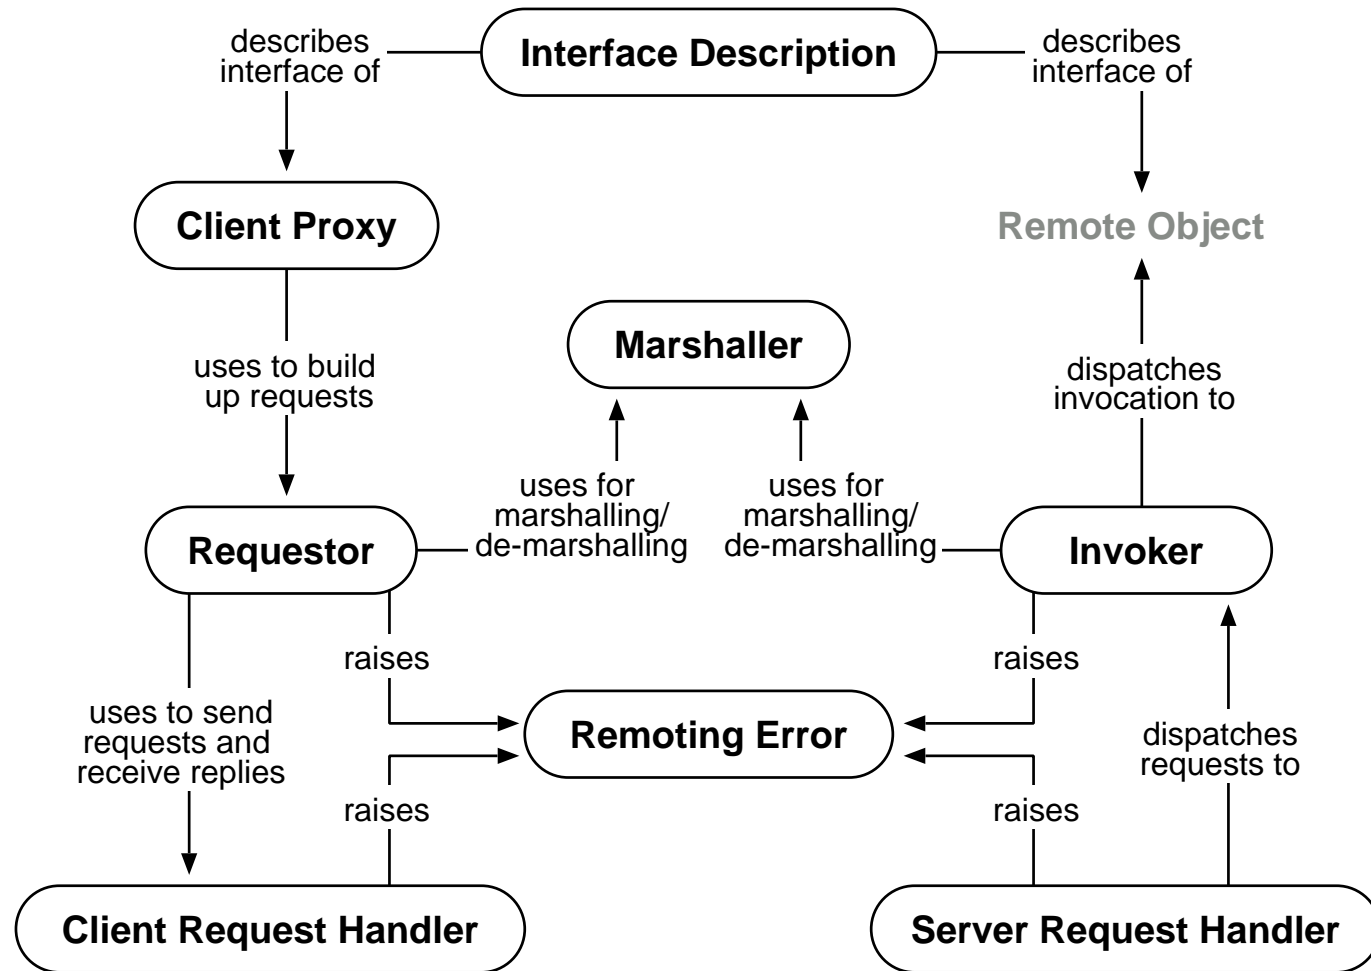 Interface Description
describes
interface of
describes
interface of
Client Proxy
Remote Object
Marshaller
uses to build
up requests
dispatches
invocation to
uses for
marshalling/
de-marshalling
uses for
marshalling/
de-marshalling
Requestor
Invoker
raises
raises
uses to send
requests and
receive replies
Remoting Error
dispatches
requests to
raises
raises
Client Request Handler
Server Request Handler